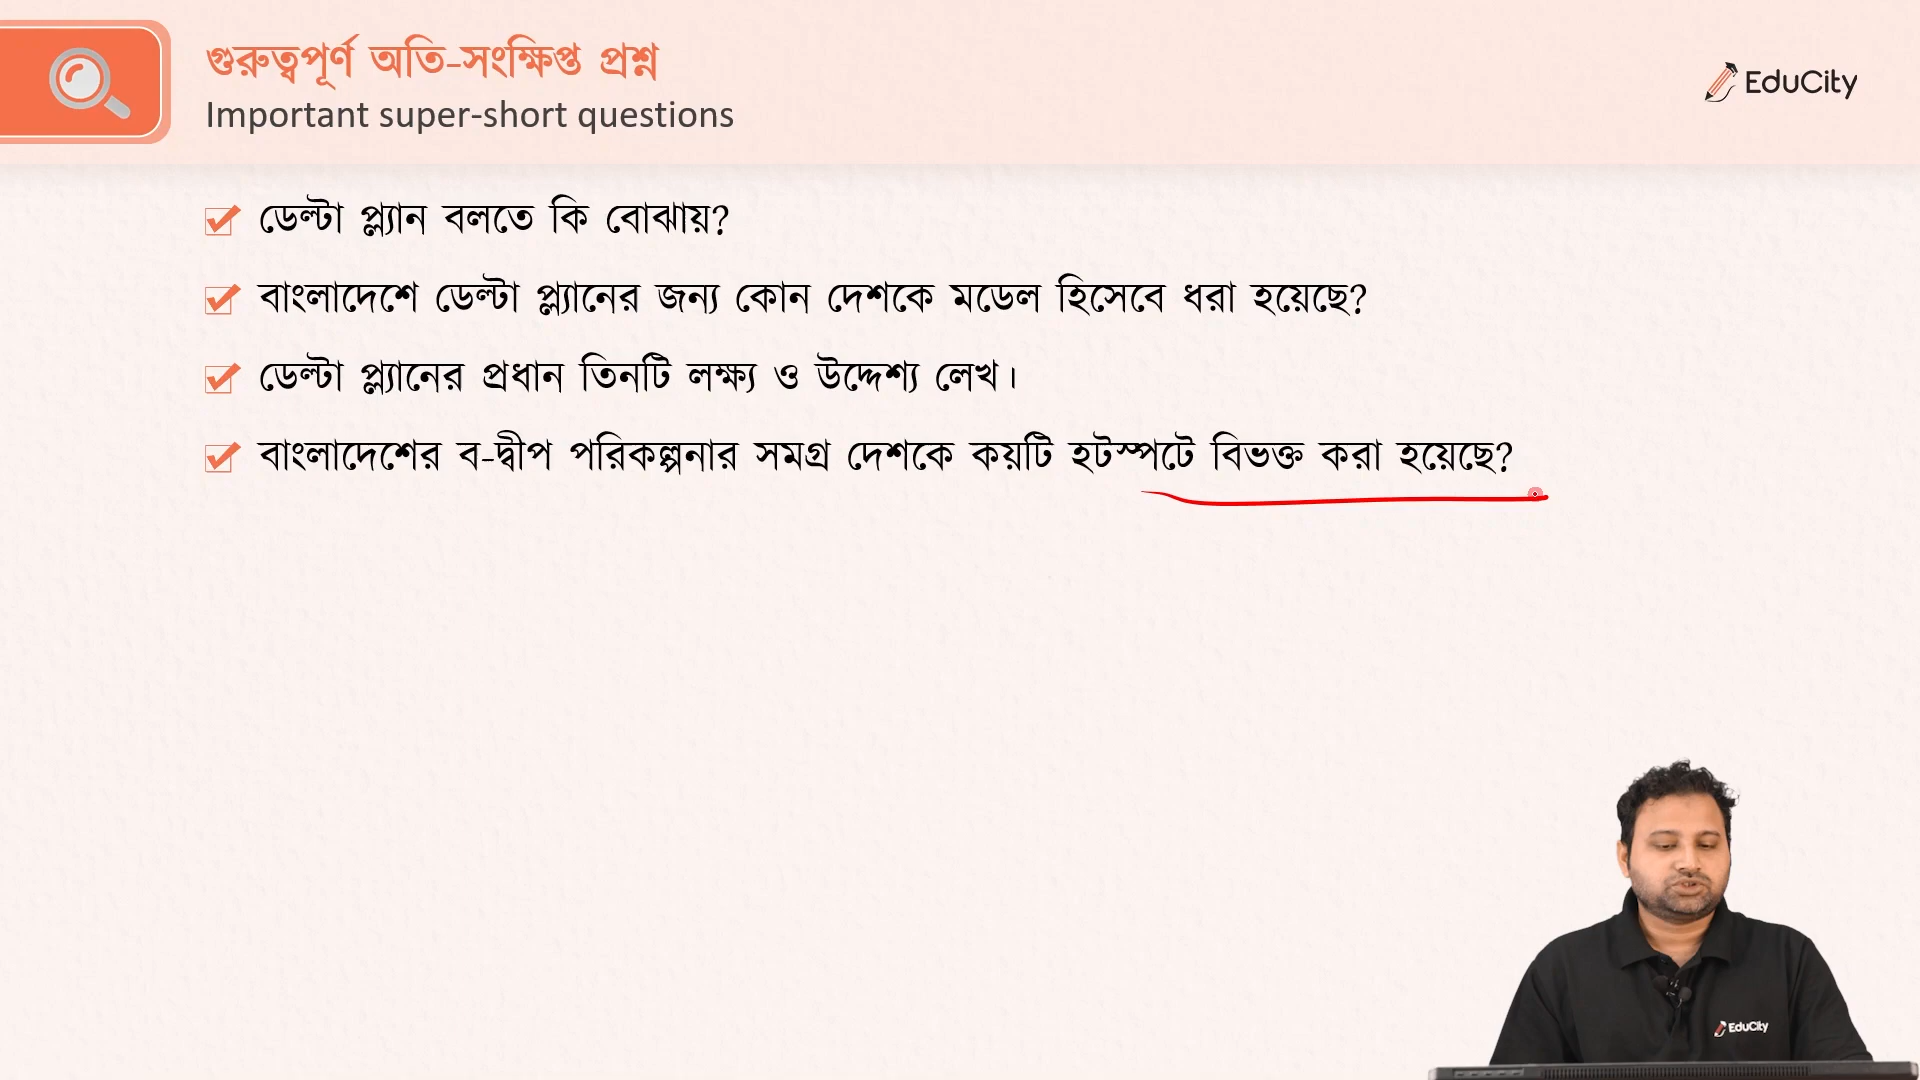 গুরুত্বপূর্ণ অতি-সংক্ষিপ্ত প্রশ্ন
Important super-short questions
EduCity
ডেল্টা প্ল্যান বলতে কি বোঝায়?
বাংলাদেশে ডেল্টা প্ল্যানের জন্য কোন দেশকে মডেল হিসেবে ধরা হয়েছে?
ডেল্টা প্ল্যানের প্রধান তিনটি লক্ষ্য ও উদ্দেশ্য লেখ।
বাংলাদেশের ব-দ্বীপ পরিকল্পনার সমগ্র দেশকে কয়টি হটস্পটে বিভক্ত করা হয়েছে?
EduCity